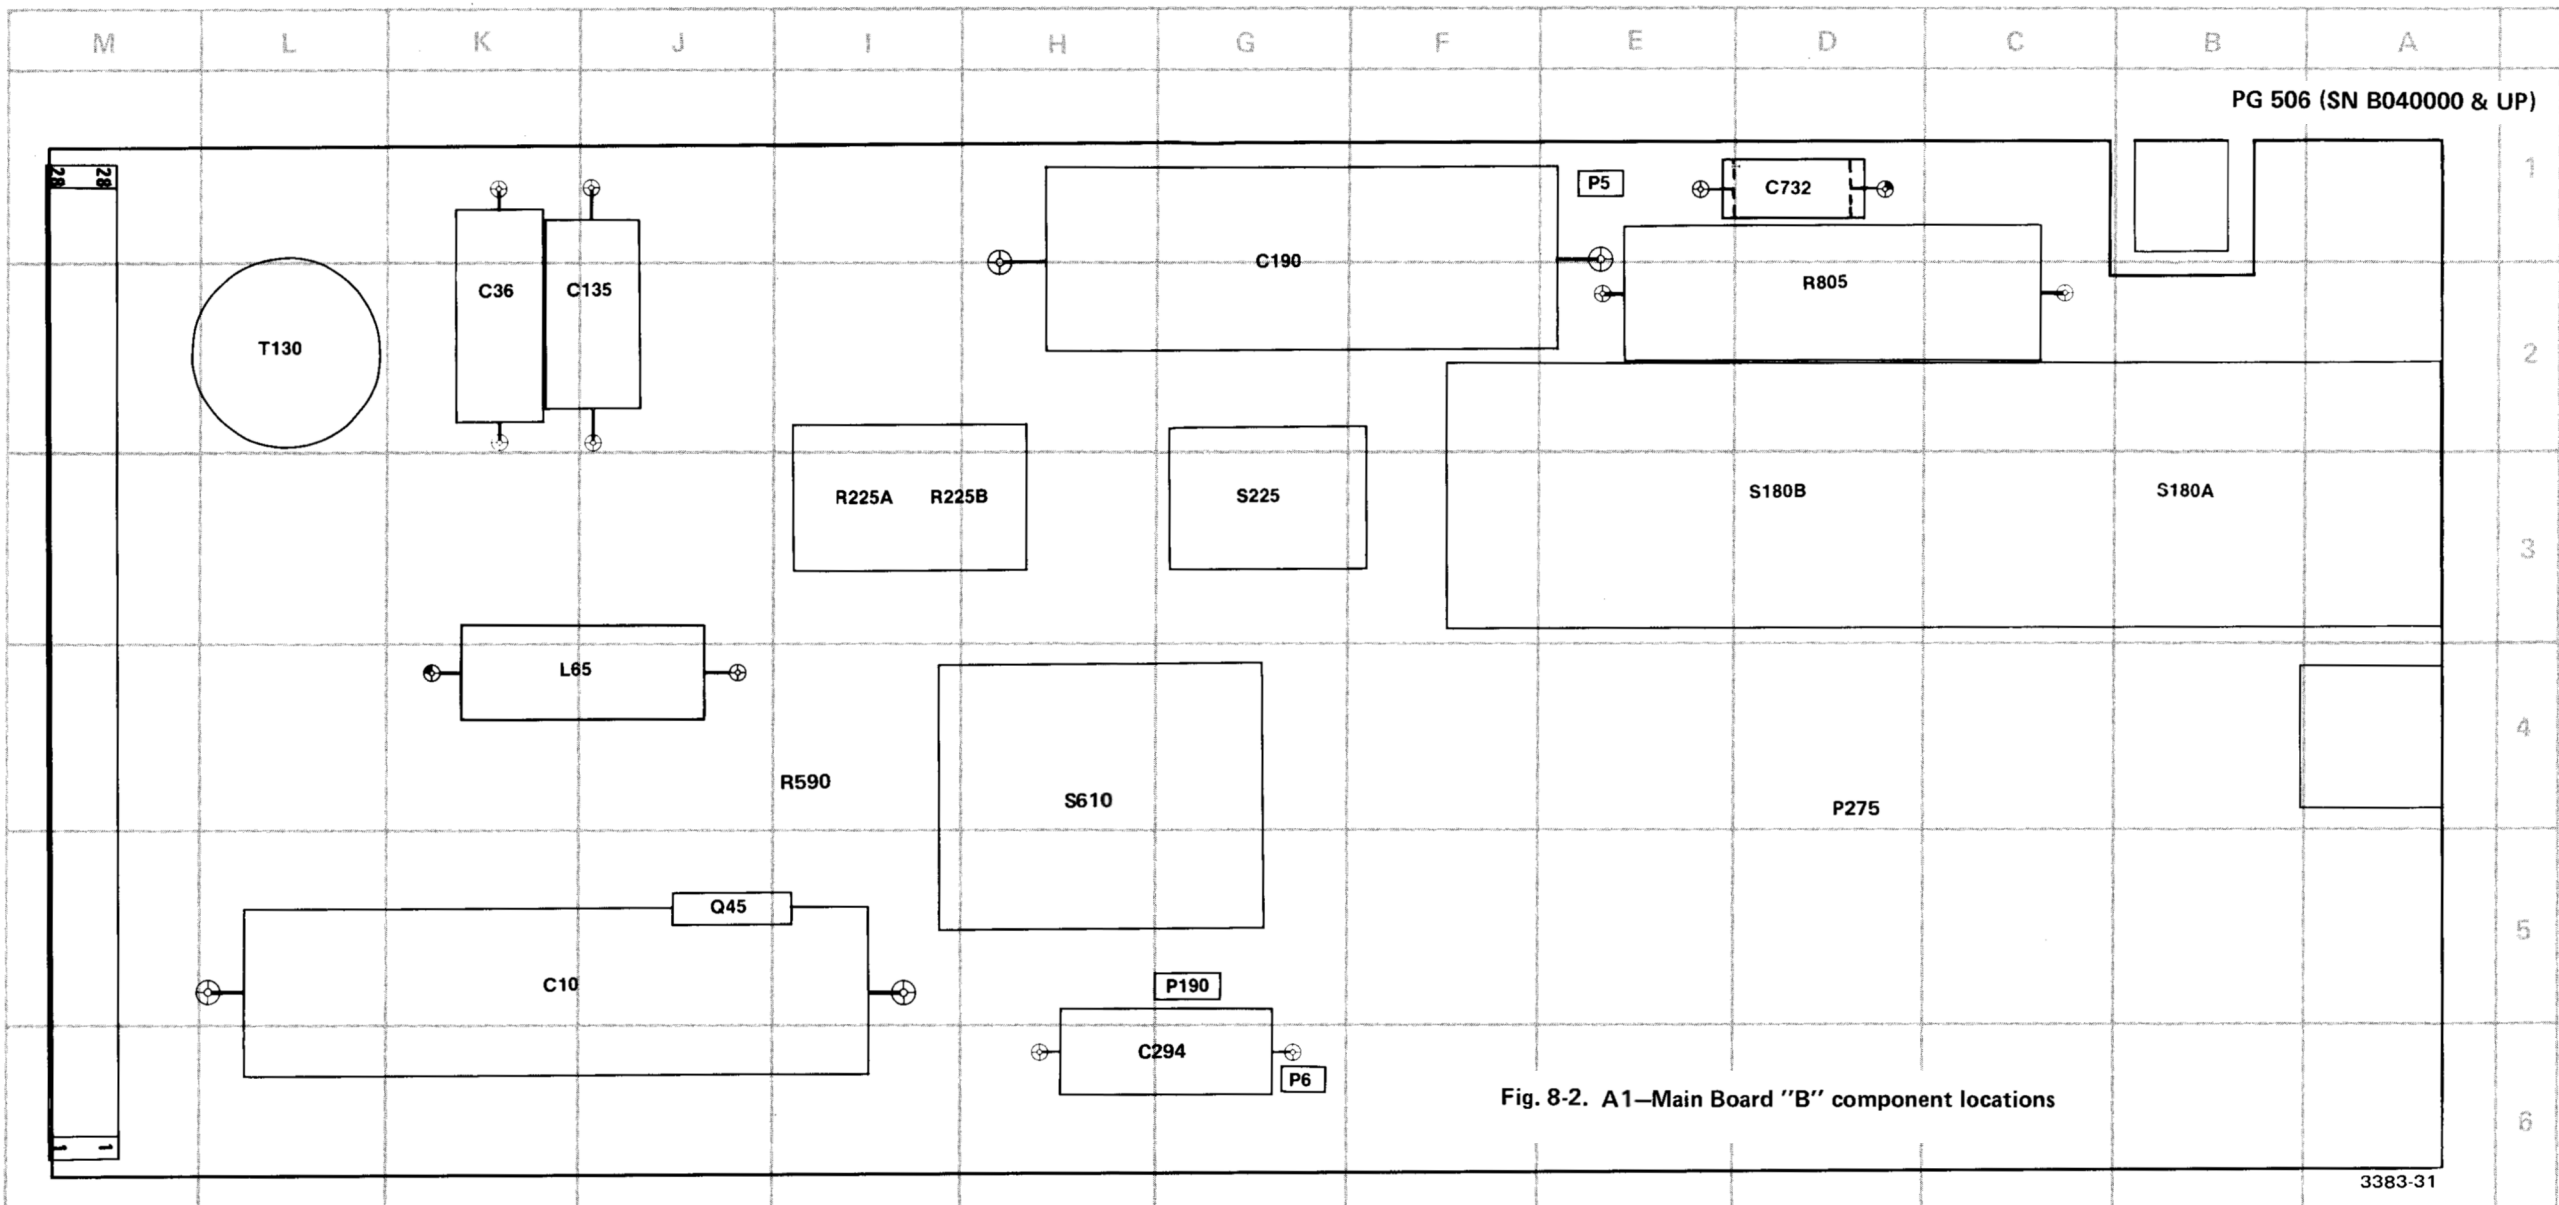 M L K J I H G F E D C B A
PG 506 (SN B040000 & UP)
28 28
P5 C732 1
C190
R805
C36 C135
T130 2
R225A R225B S225 S180B S180A
3
L65
4
R590 S610 P275
Q45
5
C10 P190
C294
P6
Fig. 8-2. A1—Main Board "B" component locations
6
1 1
3383-31